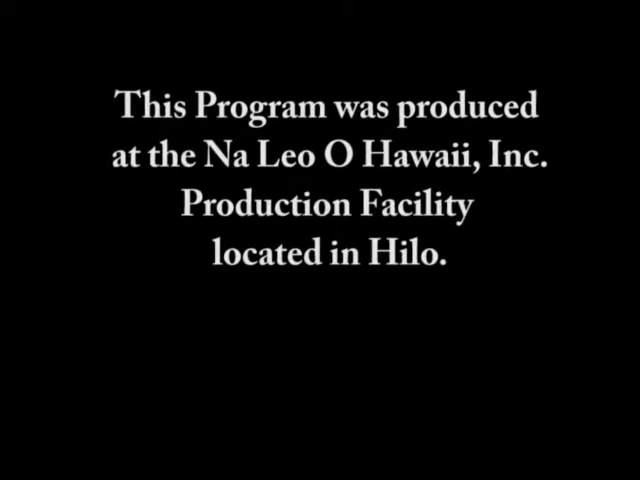 This Program was produced
at the Na Leo O Hawaii, Inc.
Production Facility
located in Hilo.